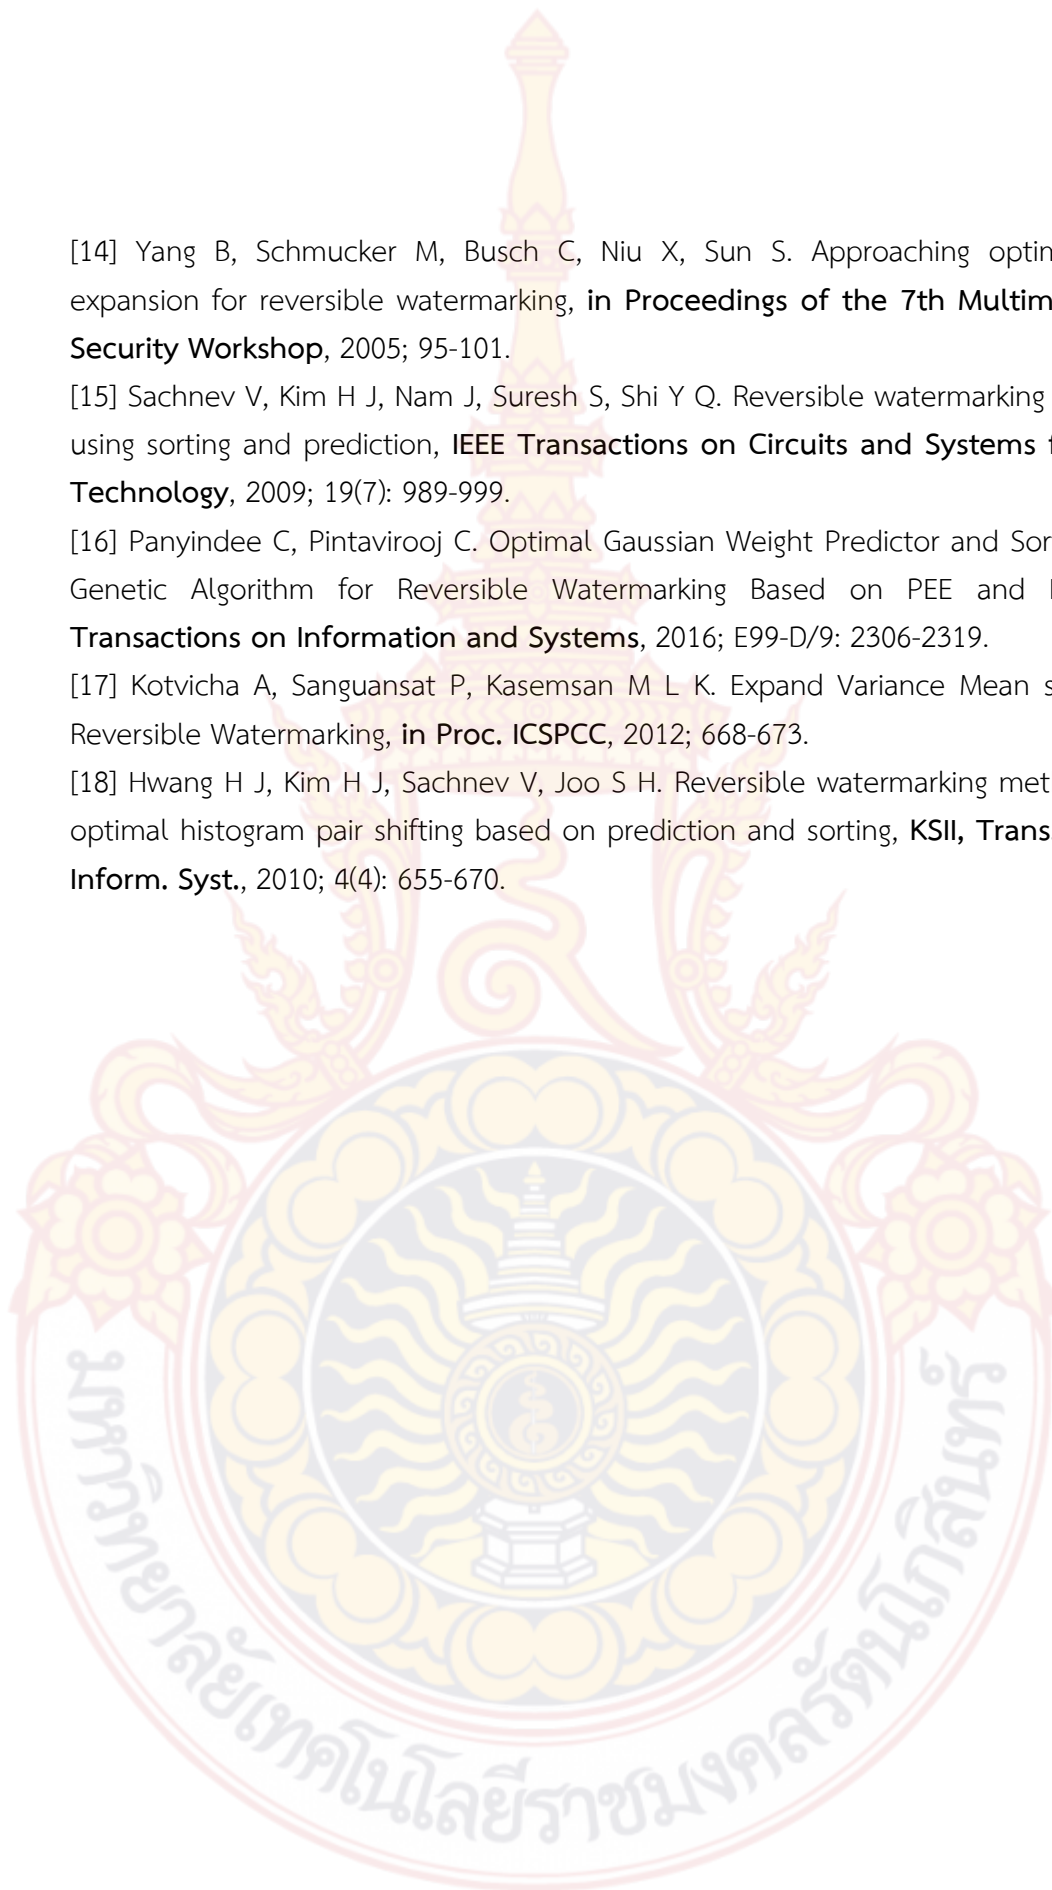 [14] Yang B, Schmucker M, Busch C, Niu X, Sun S. Approaching optim
expansion for reversible watermarking, in Proceedings of the 7th Multim
Security Workshop, 2005; 95-101.
[15] Sachnev V, Kim H J, Nam J, Suresh S, Shi Y Q. Reversible watermarking
using sorting and prediction, IEEE Transactions on Circuits and Systems
Technology, 2009; 19(7): 989-999.
[16] Panyindee C, Pintavirooj C. Optimal Gaussian Weight Predictor and Sor
Genetic Algorithm for Reversible Watermarking Based on PEE and
Transactions on Information and Systems, 2016; E99-D/9: 2306-2319.
[17] Kotvicha A, Sanguansat P, Kasemsan M L K. Expand Variance Mean s
Reversible Watermarking, in Proc. ICSPCC, 2012; 668-673.
[18] Hwang H J, Kim H J, Sachnev V, Joo S H. Reversible watermarking met
optimal histogram pair shifting based on prediction and sorting, KSII, Trans.
Inform. Syst., 2010; 4(4): 655-670.
มหาวิทยาลัยเทคโนโลยีราชมงคลรัตนโกสินทร์